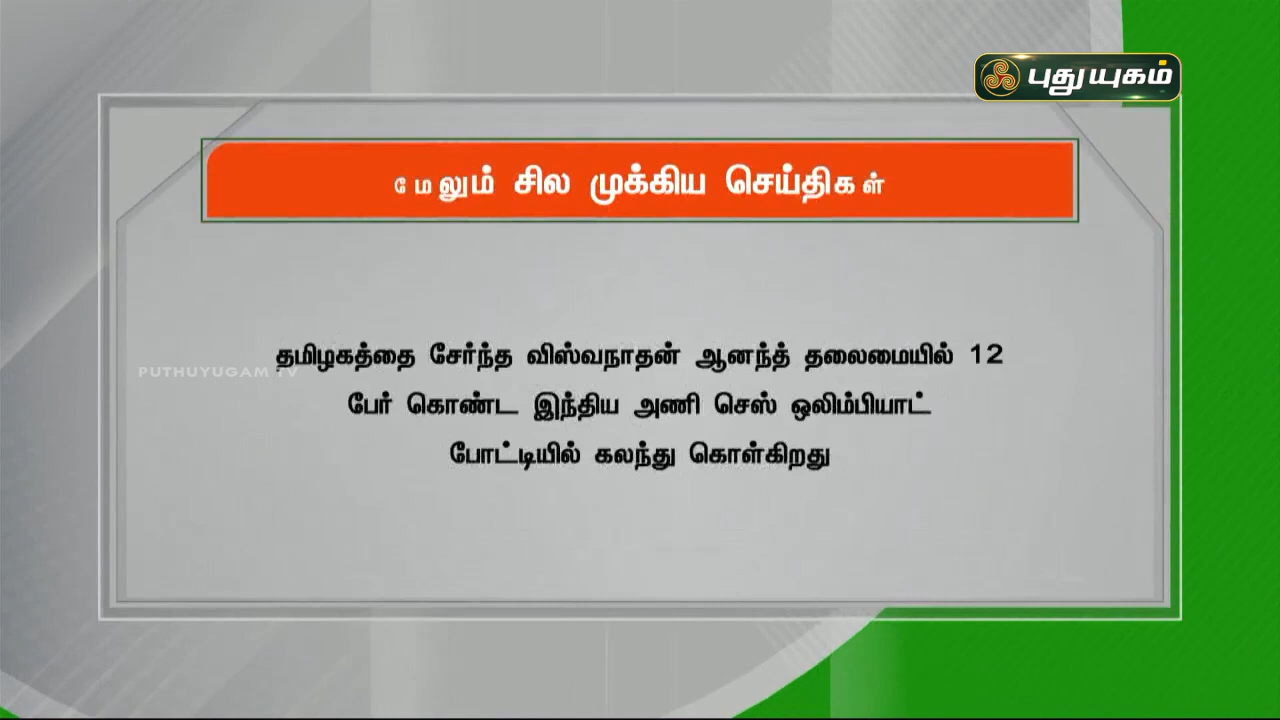 புதுயுகம்
மேலும் சில முக்கிய செய்திகள்
தமிழகத்தை சேர்ந்த விஸ்வநாதன் ஆனந்த் தலைமையில் 12
PUTHUYUGAM TV
பேர் கொண்ட இந்திய அணி செஸ் ஒலிம்பியாட்
போட்டியில் கலந்து கொள்கிறது